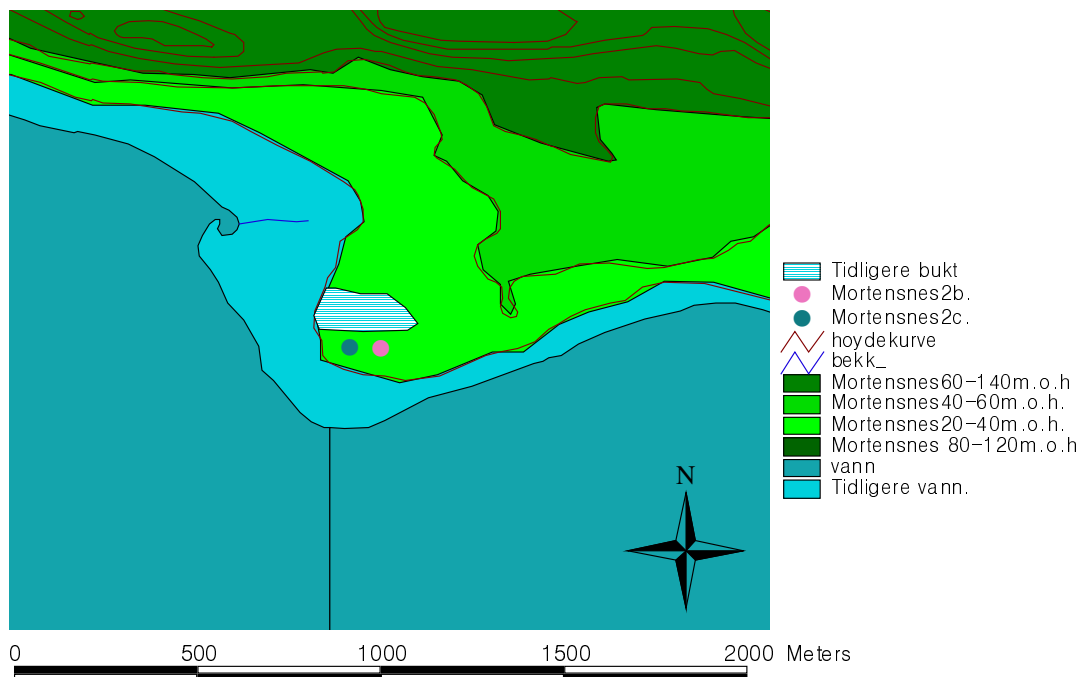 Tidligere bukt
Mortensnes2b.
Mortensnes2c.
hoydekurve
bekk_
Mortensnes60-140m.o.h
Mortensnes40-60m.o.h.
Mortensnes20-40m.o.h.
Mortensnes 80-120m.o.h
vann
Tidligere vann.
N
0 500 1000 1500 2000 Meters